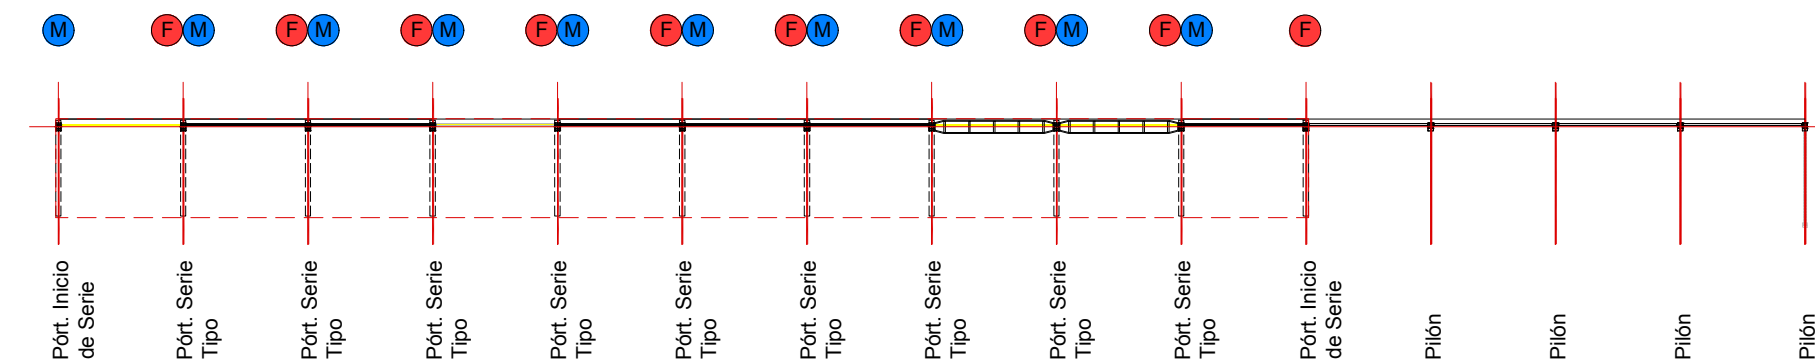 M F M F M F M F M F M F M F M F M F M F
Pórt. Inicio
de Serie
Pórt. Serie
Tipo
Pórt. Serie
Tipo
Pórt. Serie
Tipo
Pórt. Serie
Tipo
Pórt. Serie
Tipo
Pórt. Serie
Tipo
Pórt. Serie
Tipo
Pórt. Serie
Tipo
Pórt. Serie
Tipo
Pórt. Inicio
de Serie
Pilón
Pilón
Pilón
Pilón